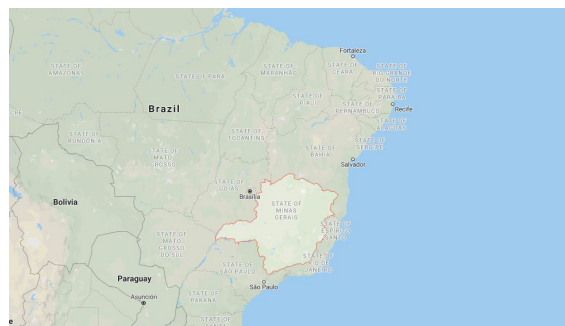 Fortaleza
STATE OF
AMAZONAS
STATE OF PARÁ
STATE OF
MARANHÃO
STATE OF
CEARÁ
STATE OF
RIO GRANDE
DO NORTE
STATE OF
PARAÍBA
Brazil
STATE OF
PIAUÍ
STATE OF
PERNAMBUCO
Recife
STATE OF
ALAGOAS
STATE OF
RONDÔNIA
STATE OF
TOCANTINS
STATE OF
SERGIPE
STATE OF
MATO
GROSSO
STATE OF
BAHIA
Salvador
STATE OF
GOIÁS
Brasília
Bolivia
STATE OF
MINAS
GERAIS
STATE OF
ESPÍRITO
SANTO
STATE OF
MATO
GROSSO
DO SUL
STATE OF
RIO DE
JANEIRO
STATE OF
SÃO PAULO
Paraguay
São Paulo
Asunción
STATE OF
PARANÁ
STATE OF